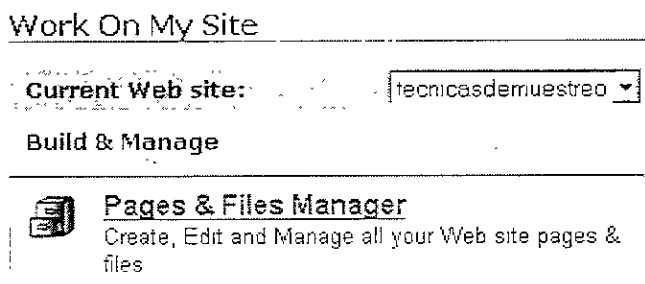 Work On My Site
Current Web site: tecnicasdemuestreo
Build & Manage
Pages & Files Manager
Create, Edit and Manage all your Web site pages &
files